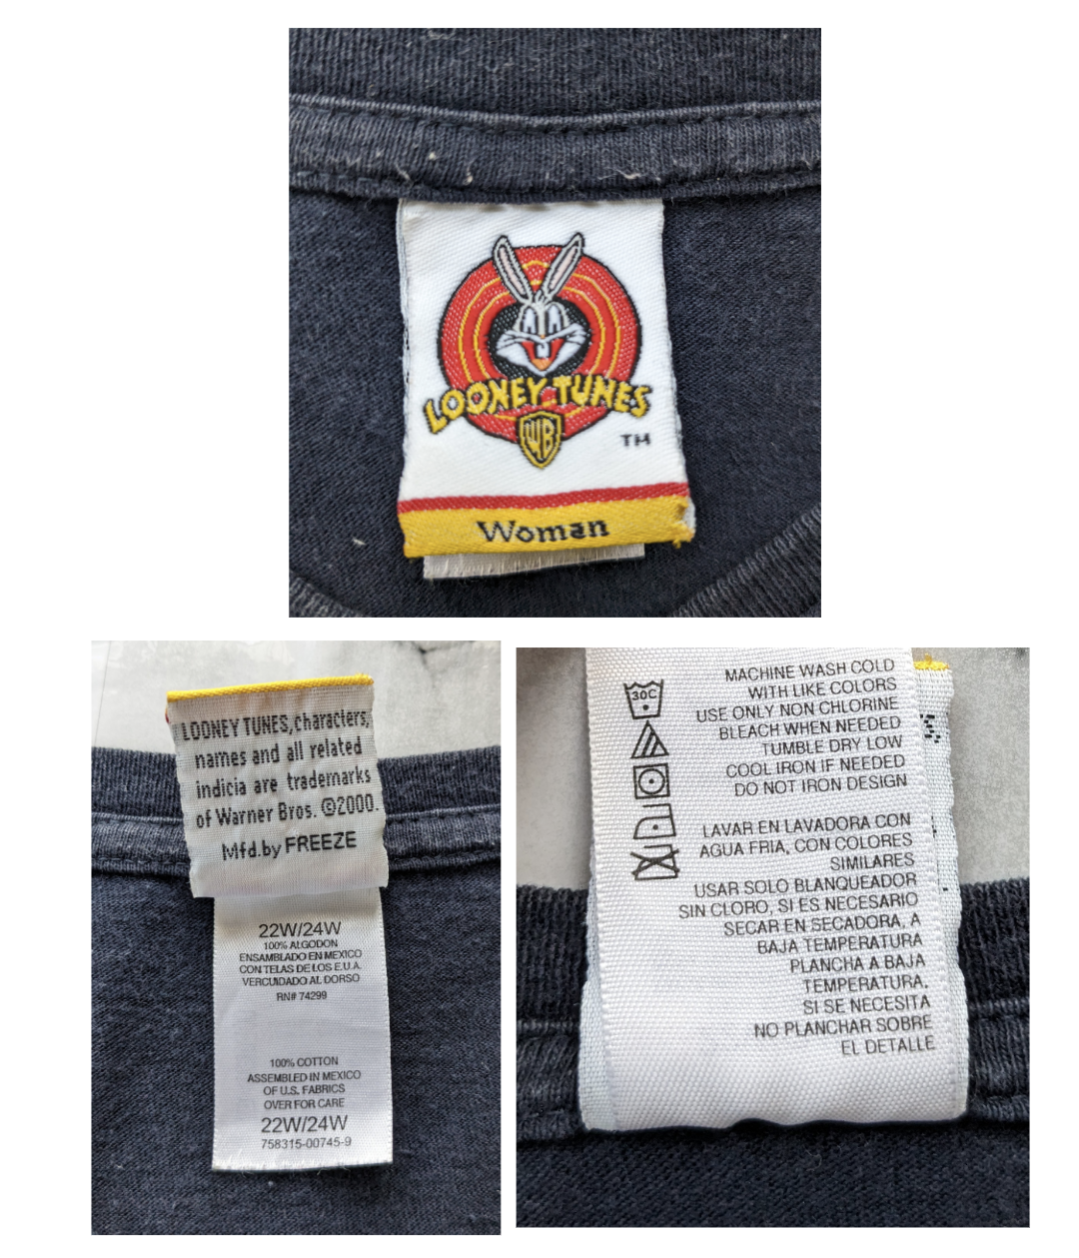 LOONEY TUNES
WB
TM
Woman
LOONEY TUNES, characters,
names and all related
indicia are trademarks
of Warner Bros. ©2000.
Mfd. by FREEZE
22W/24W
100% ALGODON
ENSAMBLADO EN MEXICO
CON TELAS DE LOS E.U.A.
VERCUIDADO AL DORSO
RN# 74299
100% COTTON
ASSEMBLED IN MEXICO
OF U.S. FABRICS
OVER FOR CARE
22W/24W
758315-00745-9
MACHINE WASH COLD
WITH LIKE COLORS
USE ONLY NON CHLORINE
BLEACH WHEN NEEDED
TUMBLE DRY LOW
COOL IRON IF NEEDED
DO NOT IRON DESIGN
30C
LAVAR EN LAVADORA CON
AGUA FRIA, CON COLORES
SIMILARES
USAR SOLO BLANQUEADOR
SIN CLORO, SI ES NECESARIO
SECAR EN SECADORA, A
BAJA TEMPERATURA
PLANCHA A BAJA
TEMPERATURA.
SI SE NECESITA
NO PLANCHAR SOBRE
EL DETALLE